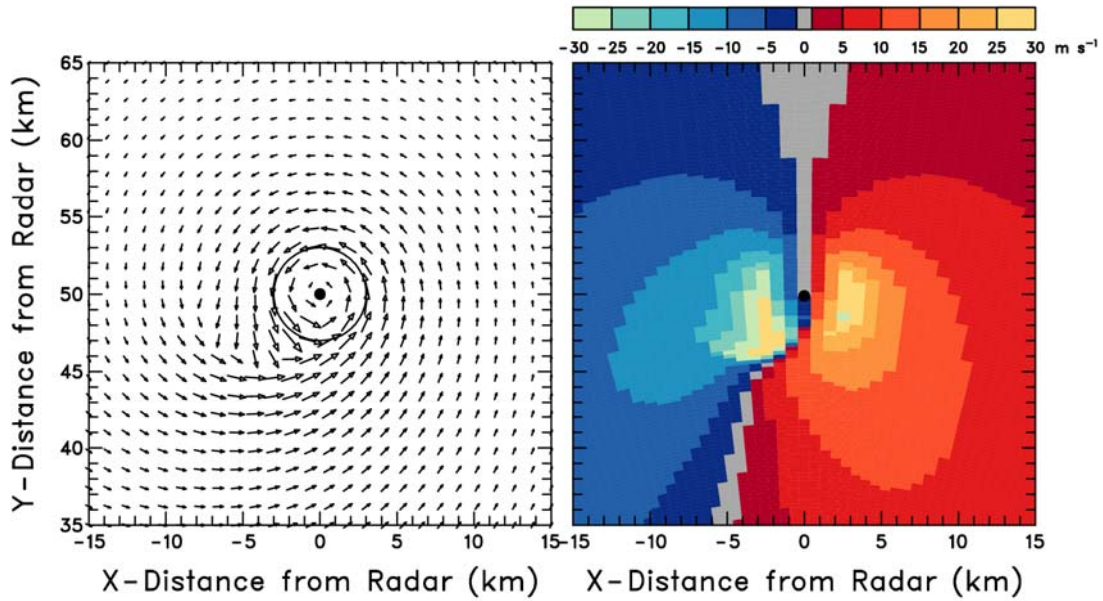 -30 -25 -20 -15 -10 -5 0 5 10 15 20 25 30 m s⁻¹
Y-Distance from Radar (km)
65
60
55
50
45
40
35
-15 -10 -5 0 5 10 15
-15 -10 -5 0 5 10 15
X-Distance from Radar (km)
X-Distance from Radar (km)